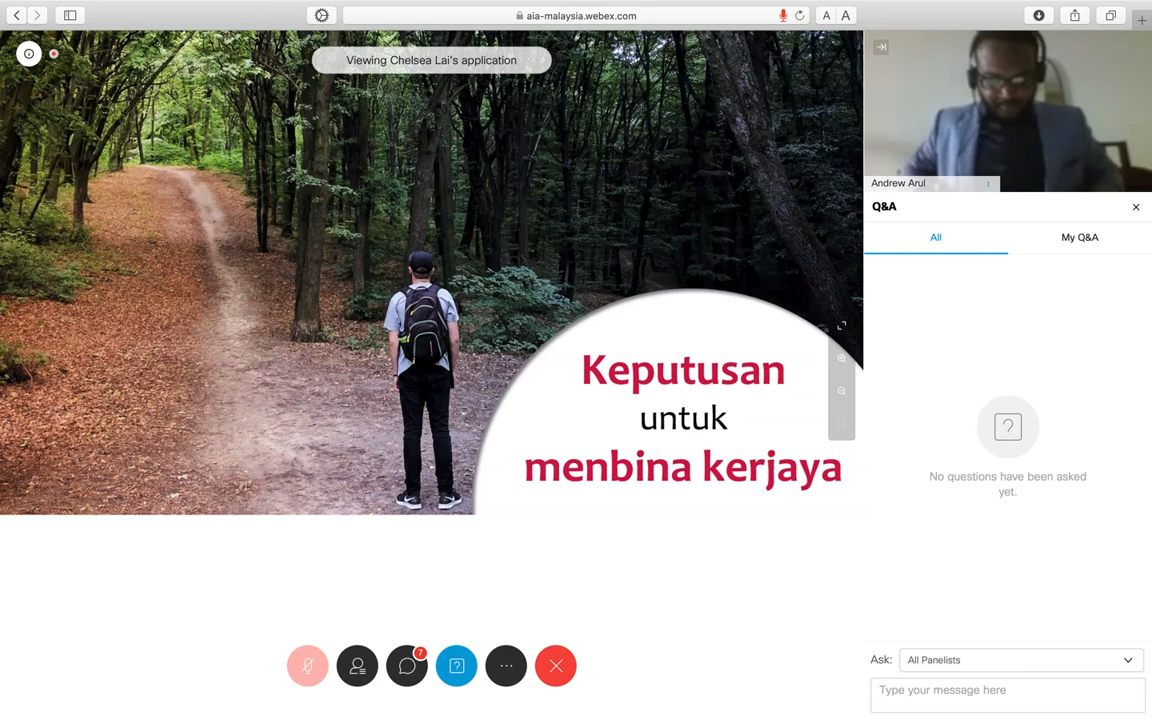 aia-malaysia.webex.com
A A
Viewing Chelsea Lai's application
Andrew Arul
Q&A
All
My Q&A
Keputusan
untuk
menbina kerjaya
No questions have been asked
yet.
7
Ask:
All Panelists
Type your message here